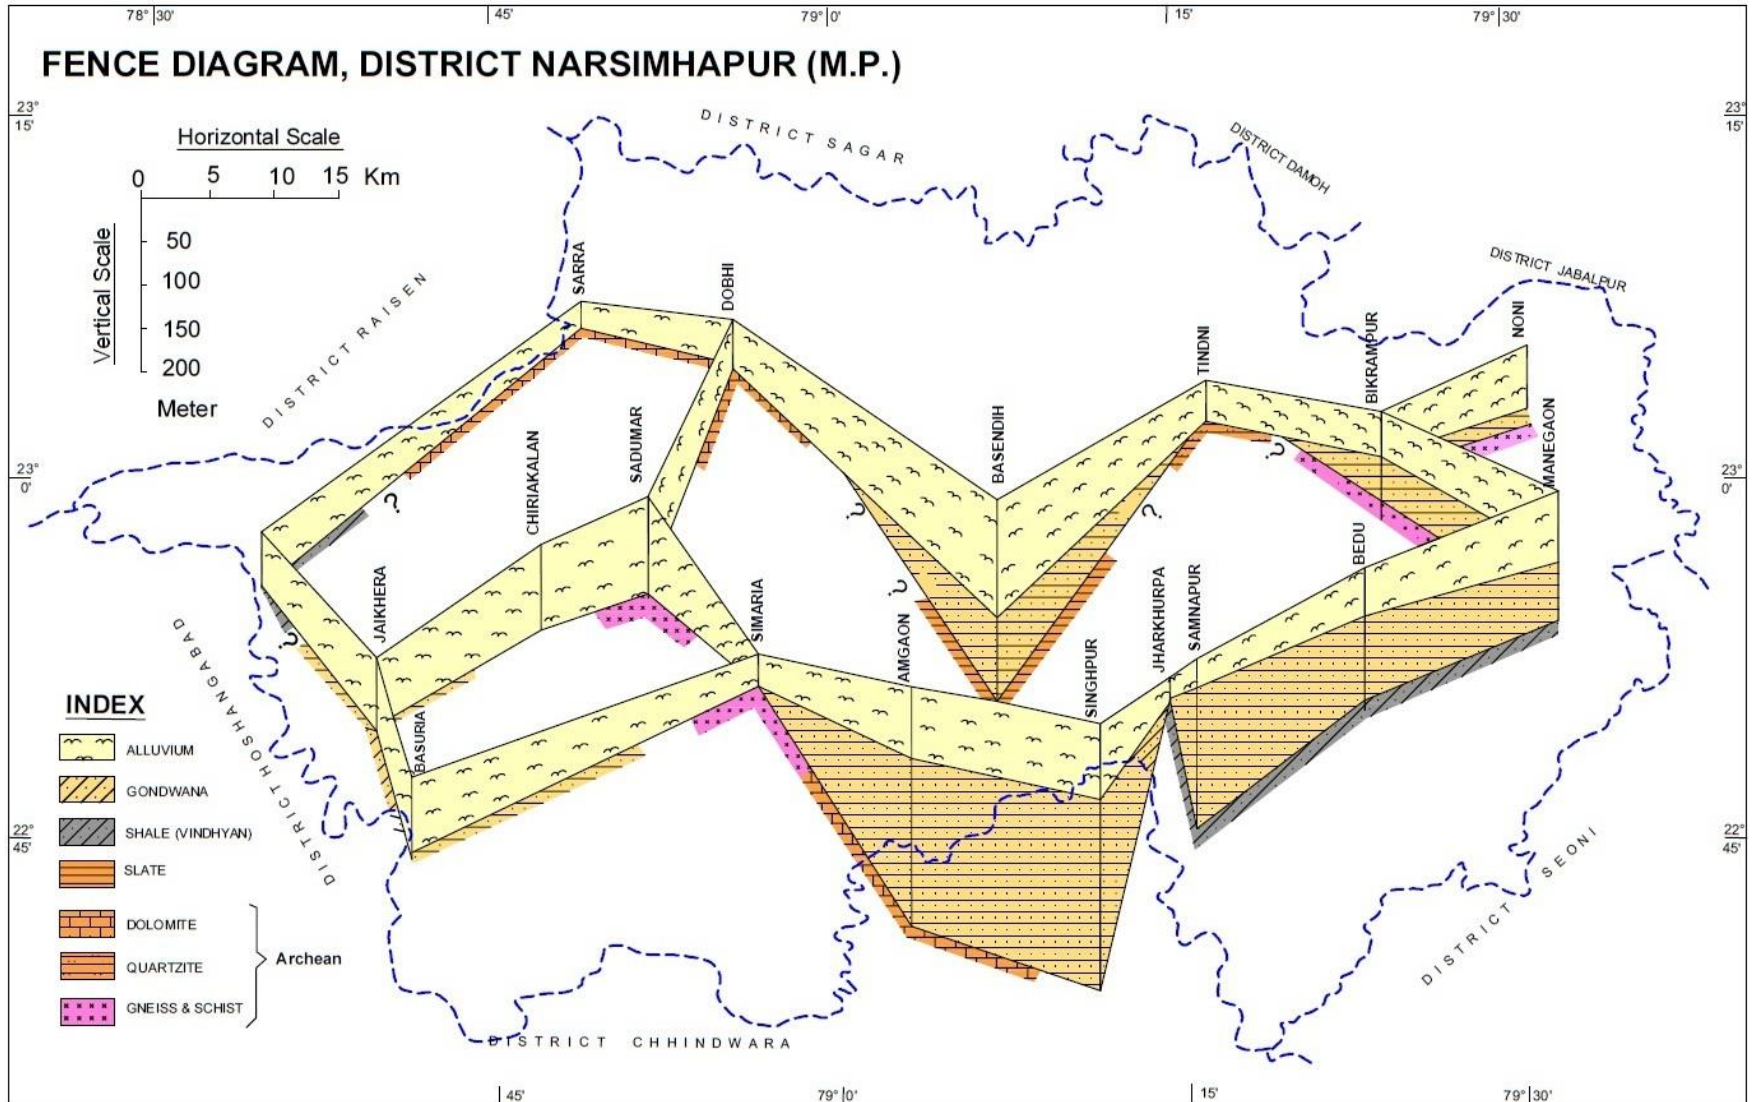 78° 30'
45'
79° 0'
15'
79° 30'
FENCE DIAGRAM, DISTRICT NARSIMHAPUR (M.P.)
23°
15'
23°
15'
Horizontal Scale
0 5 10 15 Km
Vertical Scale
50
100
150
200
Meter
DISTRICT SAGAR
DISTRICT DAMOH
DISTRICT JABALPUR
DISTRICT RAISEN
SARRA
DOBHI
TINDNI
BIKRAMPUR
NONI
MANEGAON
SADUMAR
CHIRIAKALAN
BASENDIH
23°
0'
23°
0'
?
?
?
?
?
?
BEDU
JAIKHERA
SIMARIA
AMGAON
SINGHPUR
JHARKHURPA
SAMNAPUR
BASURIA
DISTRICT HOSHANGABAD
INDEX
ALLUVIUM
GONDWANA
SHALE (VINDHYAN)
SLATE
DOLOMITE
QUARTZITE
GNEISS & SCHIST
Archean
22°
45'
22°
45'
DISTRICT SEONI
DISTRICT CHHINDWARA
45'
79° 0'
15'
79° 30'